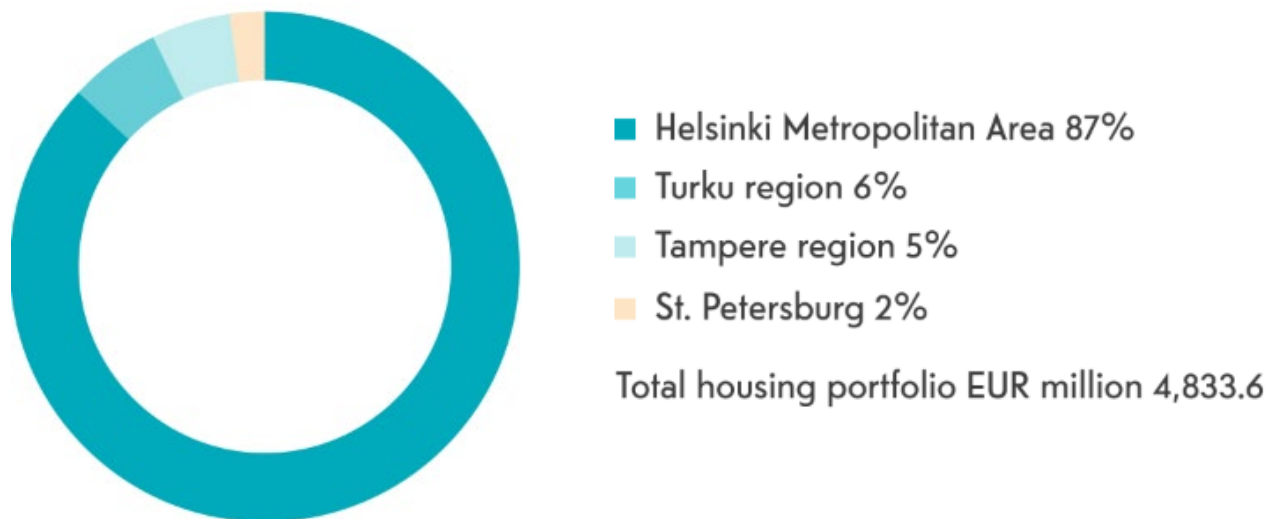 Helsinki Metropolitan Area 87%
Turku region 6%
Tampere region 5%
St. Petersburg 2%
Total housing portfolio EUR million 4,833.6